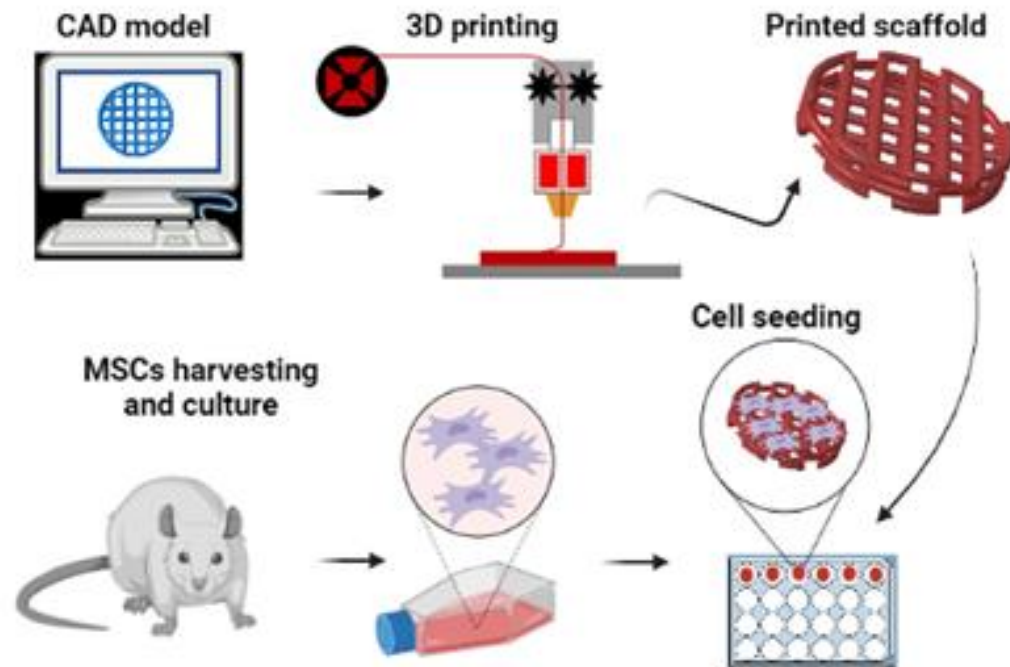 CAD model
3D printing
Printed scaffold
Cell seeding
MSCs harvesting
and culture